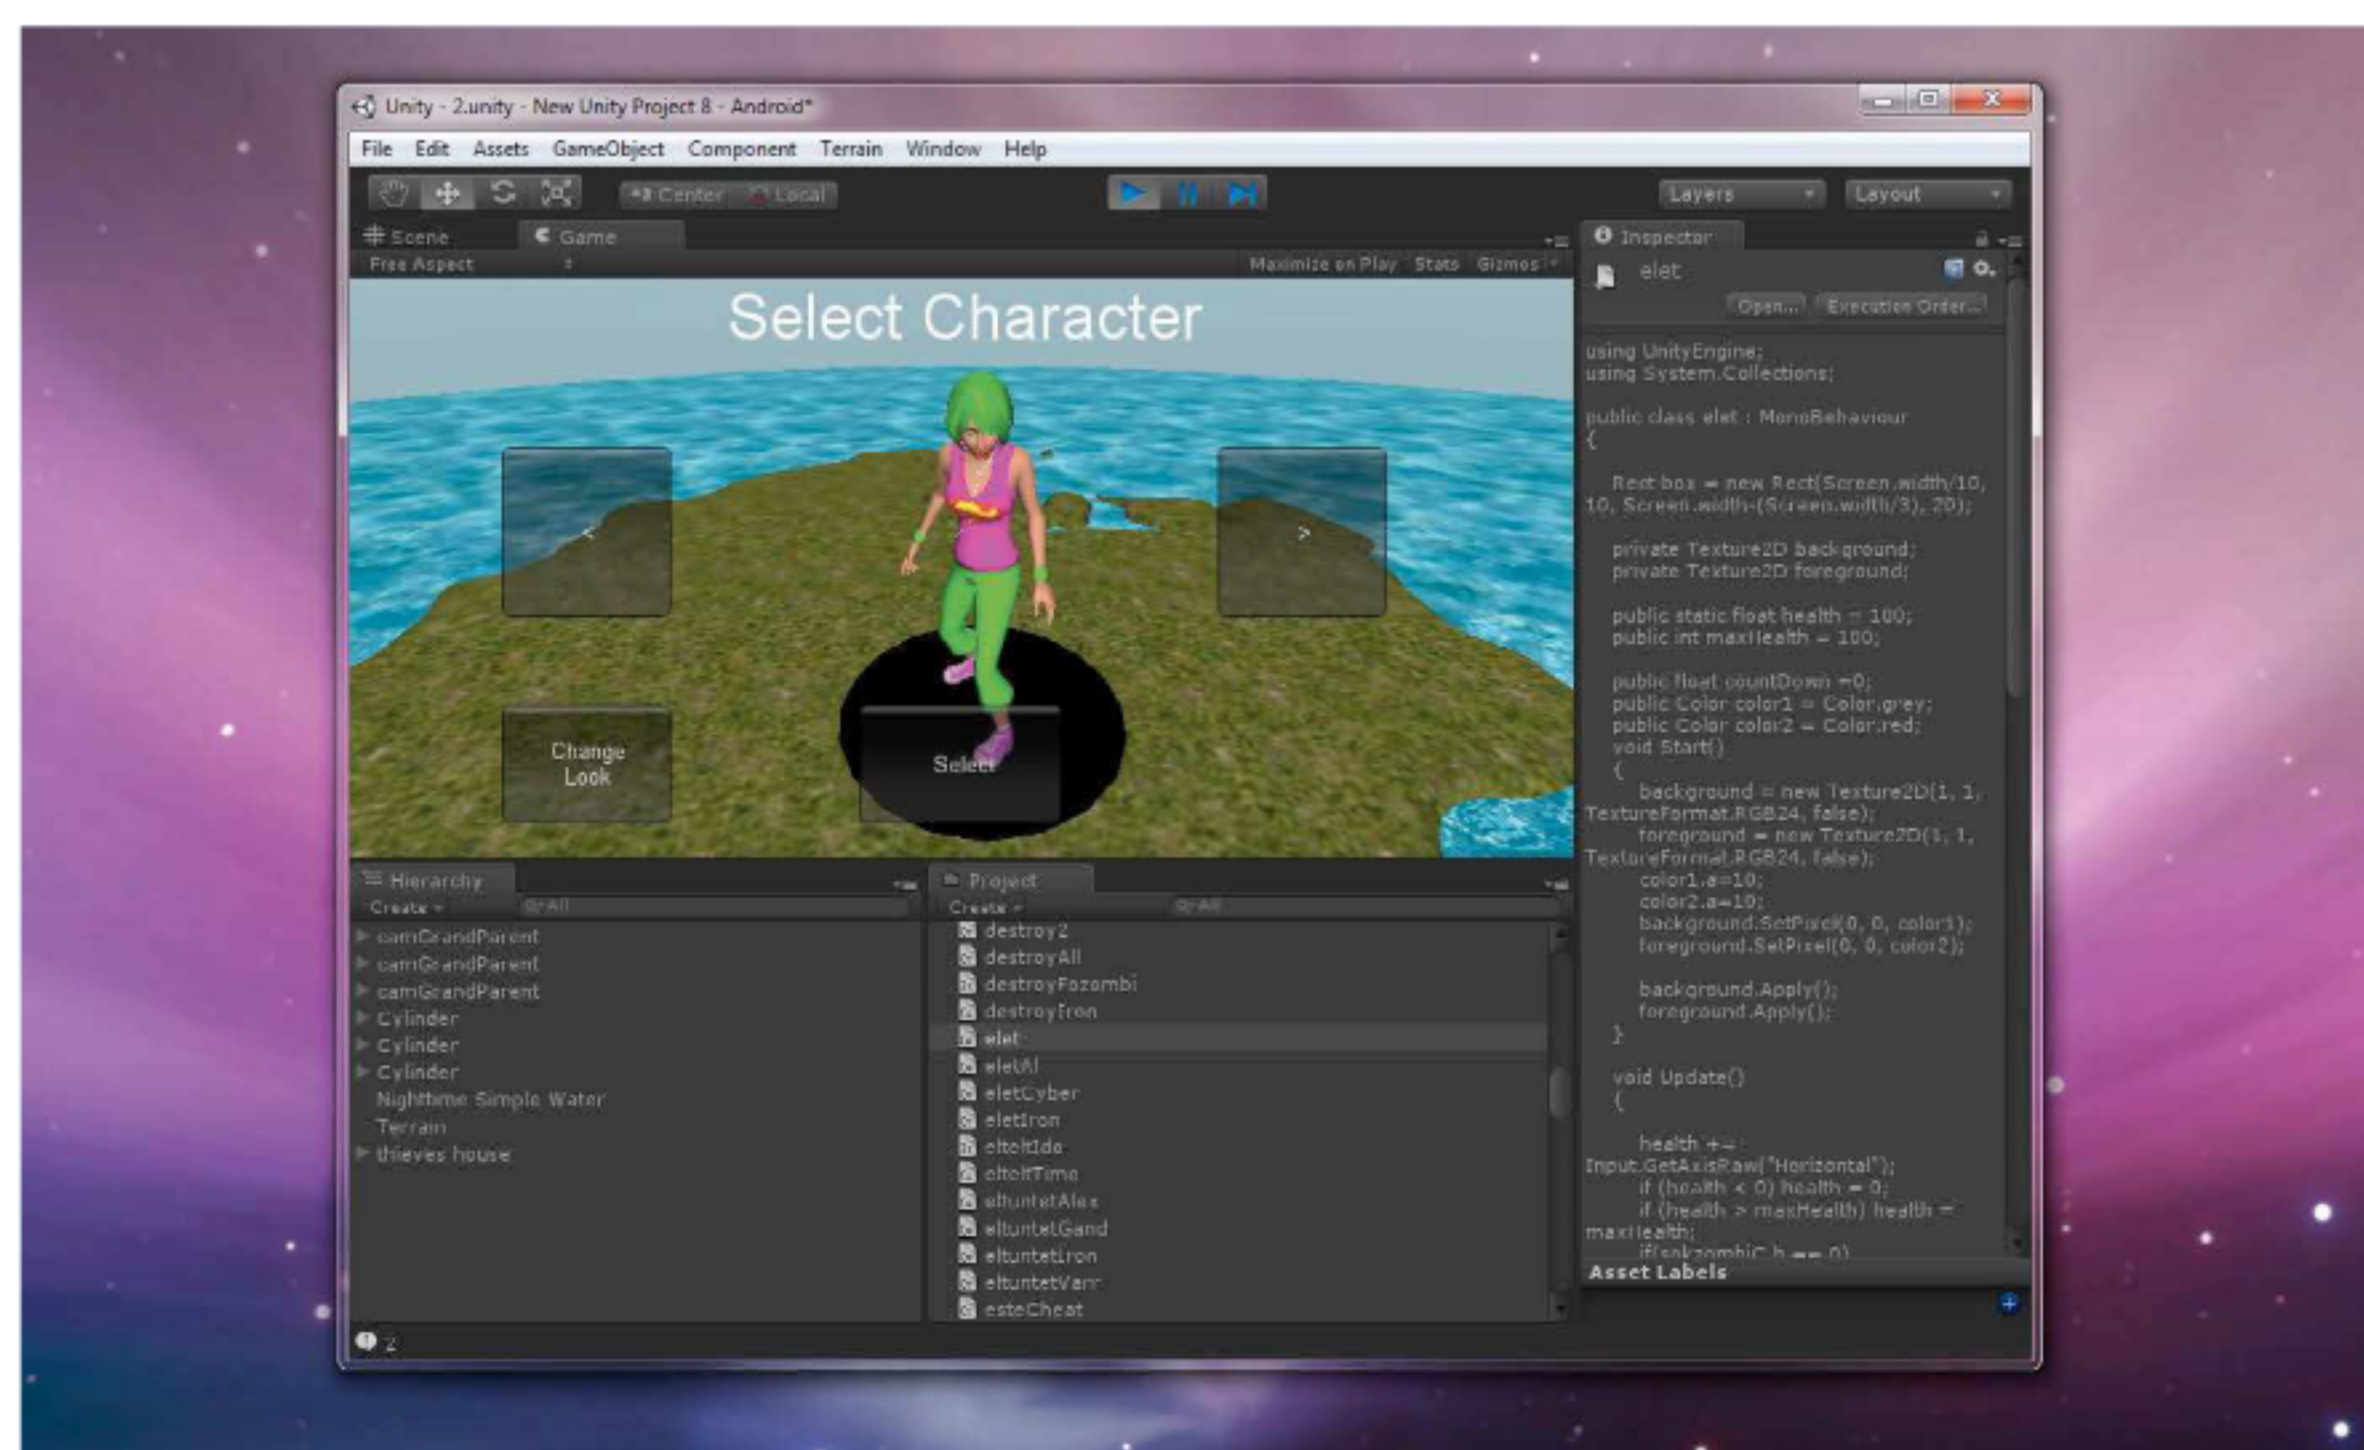 Unity - 2.unity - New Unity Project 8 - Android*
File Edit Assets GameObject Component Terrain Window Help
Center Local
Layers Layout
Scene Game
Free Aspect Maximize on Play Stats Gizmos
Select Character
<
>
Change
Look
Select
Hierarchy
Create All
camGrandParent
camGrandParent
camGrandParent
Cylinder
Cylinder
Cylinder
Nighttime Simple Water
Terrain
thieves house
Project
Create All
destroy2
destroyAll
destroyFozombi
destroyIron
elet
eletAl
eletCyber
eletIron
elteltIdo
elteltTime
eltuntetAlex
eltuntetGand
eltuntetIron
eltuntetVarr
esteCheat
Inspector
elet
Open... Execution Order...
using UnityEngine;
using System.Collections;
public class elet : MonoBehaviour
{
Rect box = new Rect(Screen.width/10,
10, Screen.width-(Screen.width/3), 20);
private Texture2D background;
private Texture2D foreground;
public static float health = 100;
public int maxHealth = 100;
public float countDown =0;
public Color color1 = Color.grey;
public Color color2 = Color.red;
void Start()
{
background = new Texture2D(1, 1,
TextureFormat.RGB24, false);
foreground = new Texture2D(1, 1,
TextureFormat.RGB24, false);
color1.a=10;
color2.a=10;
background.SetPixel(0, 0, color1);
foreground.SetPixel(0, 0, color2);
background.Apply();
foreground.Apply();
}
void Update()
{
health +=
Input.GetAxisRaw("Horizontal");
if (health < 0) health = 0;
if (health > maxHealth) health =
maxHealth;
Asset Labels
2